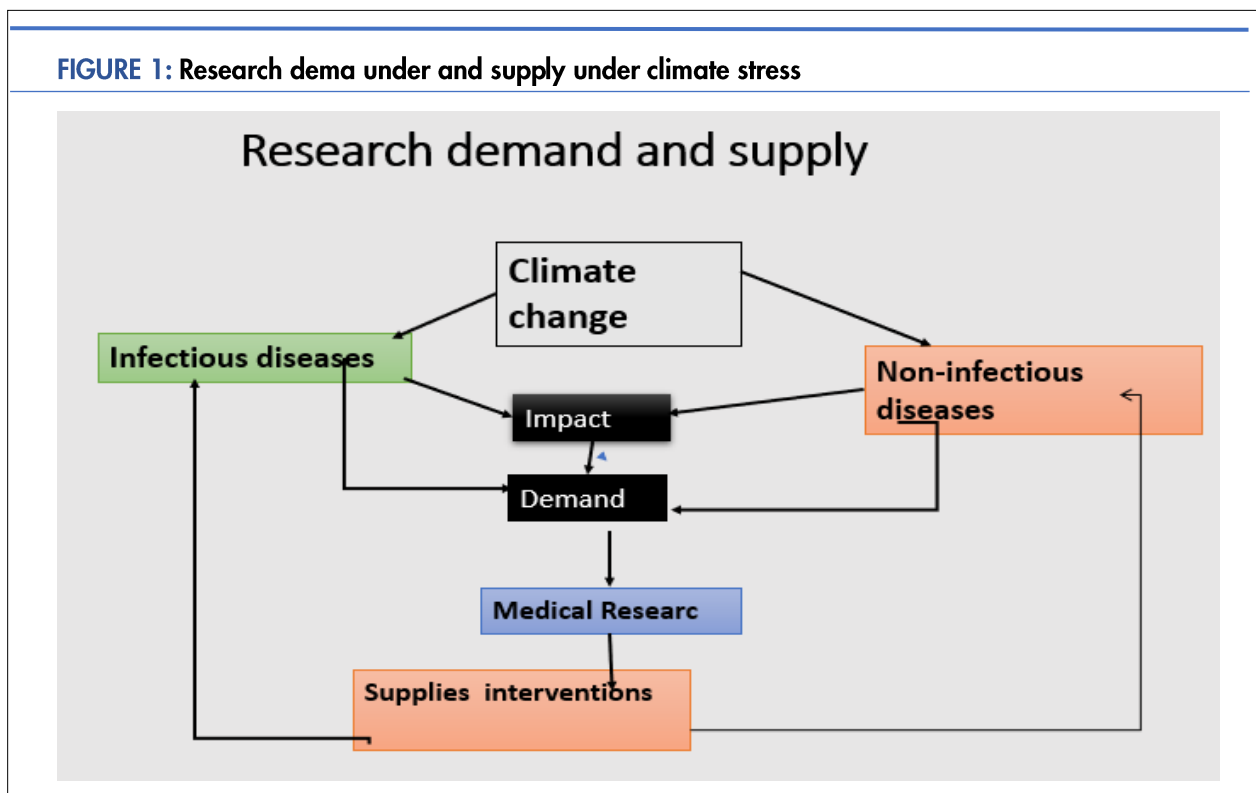 FIGURE 1: Research dema under and supply under climate stress
Research demand and supply
Climate
change
Infectious diseases
Non-infectious
diseases
Impact
Demand
Medical Researc
Supplies interventions